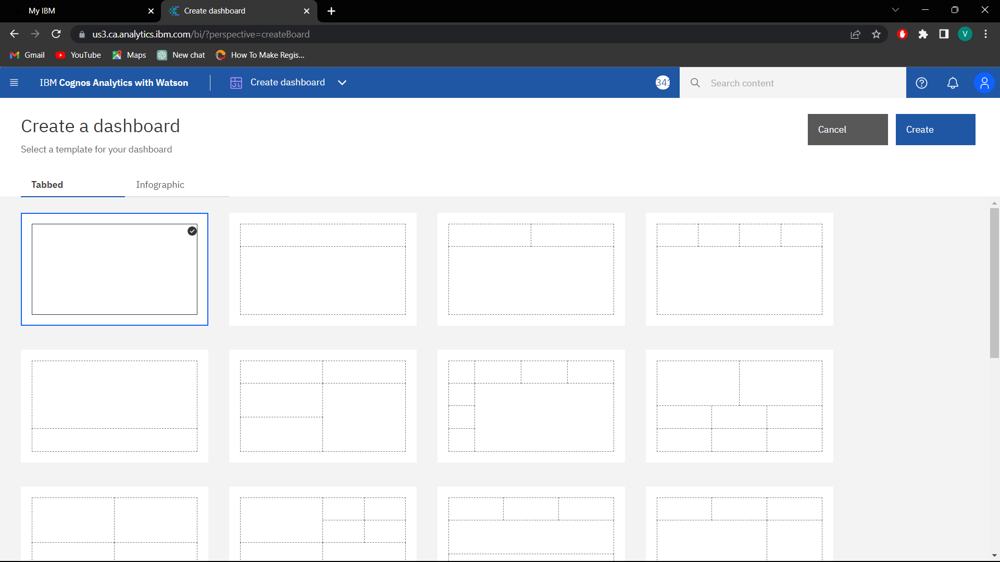 My IBM
Create dashboard
us3.ca.analytics.ibm.com/bi/?perspective=createBoard
V
Gmail
YouTube
Maps
New chat
How To Make Regis...
IBM Cognos Analytics with Watson
Create dashboard
341
Search content
Create a dashboard
Select a template for your dashboard
Cancel
Create
Tabbed
Infographic